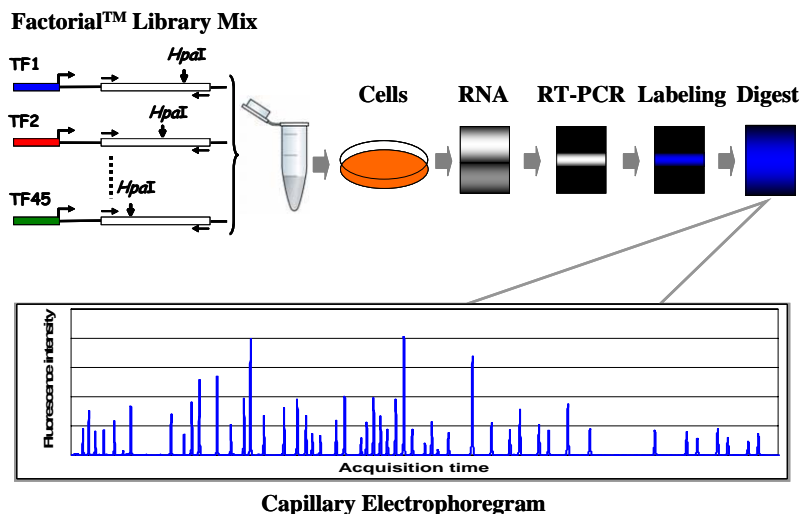 Factorial™ Library Mix
HpaI
TF1
HpaI
TF2
HpaI
TF45
Cells RNA RT-PCR Labeling Digest
Fluorescence intensity
Acquisition time
Capillary Electrophoregram